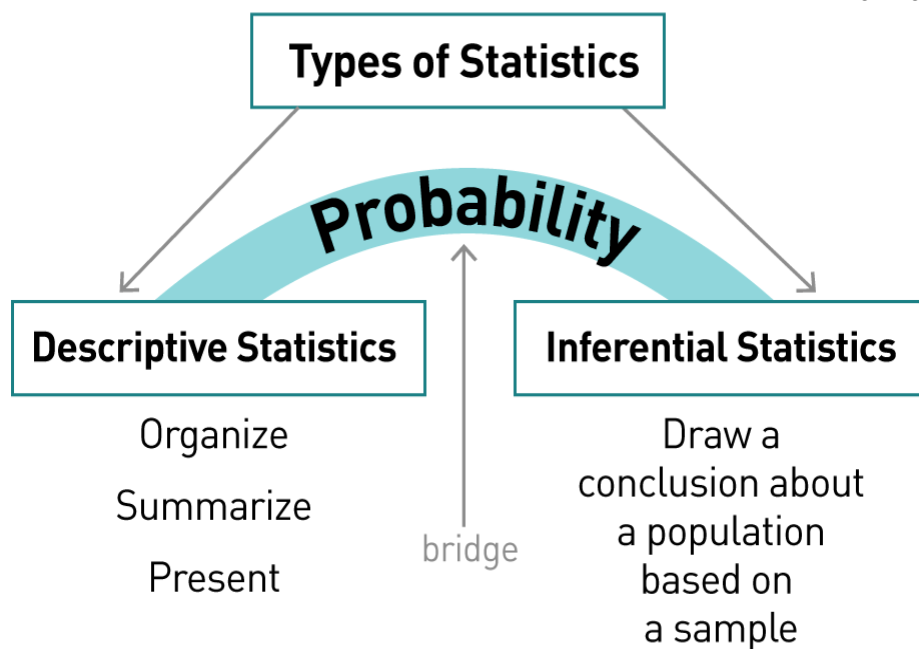 Types of Statistics
Probability
Descriptive Statistics
Organize
Summarize
Present
bridge
Inferential Statistics
Draw a
conclusion about
a population
based on
a sample